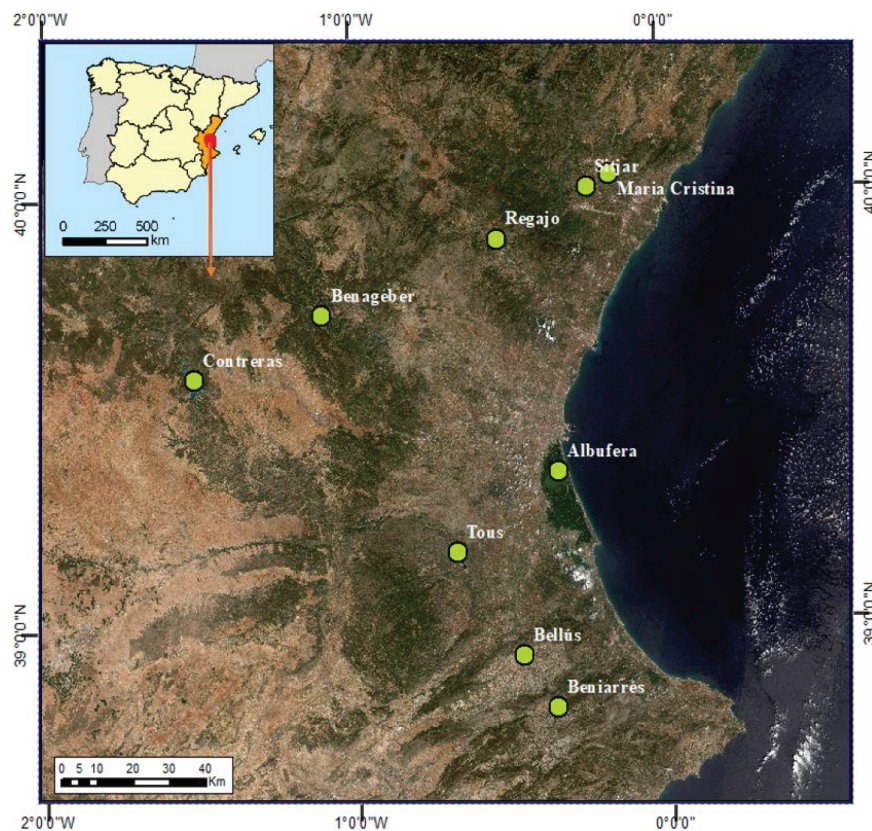 2°0'0"W 1°0'0"W 0°0'0"
0 250 500
km
40°0'0"N
40°0'0"N
Sitjar
Maria Cristina
Regajo
Benageber
Contreras
Albufera
Tous
Bellús
Beniarrés
39°0'0"N
39°0'0"N
0 5 10 20 30 40
Km
2°0'0"W 1°0'0"W 0°0'0"